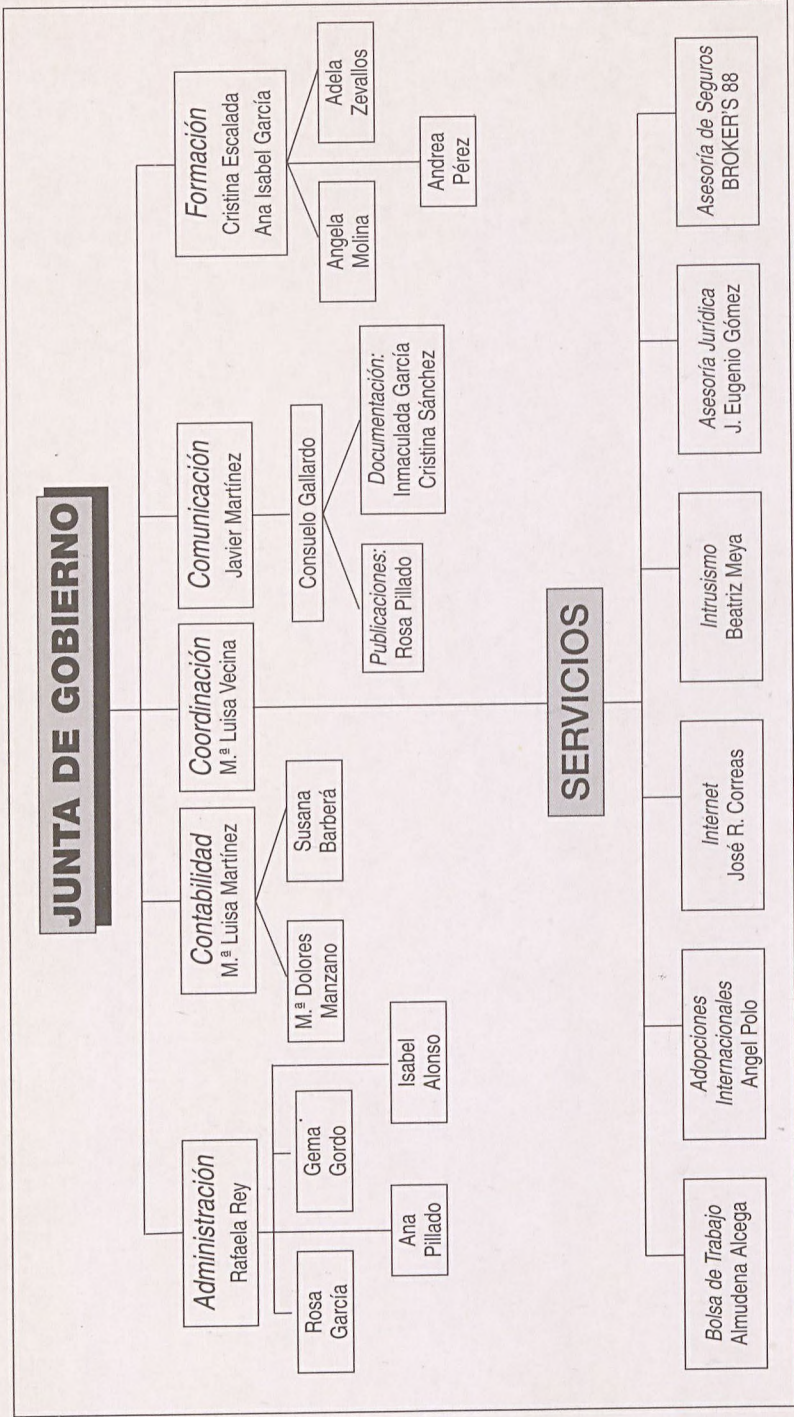 JUNTA DE GOBIERNO
Administración
Rafaela Rey
Rosa
García
Gema
Gordo
Ana
Pillado
Isabel
Alonso
Contabilidad
M.ª Luisa Martínez
M.ª Dolores
Manzano
Susana
Barberá
Coordinación
M.ª Luisa Vecina
Comunicación
Javier Martínez
Consuelo Gallardo
Publicaciones:
Rosa Pillado
Documentación:
Inmaculada García
Cristina Sánchez
Formación
Cristina Escalada
Ana Isabel García
Angela
Molina
Adela
Zevallos
Andrea
Pérez
SERVICIOS
Bolsa de Trabajo
Almudena Alcega
Adopciones
Internacionales
Angel Polo
Internet
José R. Correas
Intrusismo
Beatriz Meya
Asesoría Jurídica
J. Eugenio Gómez
Asesoría de Seguros
BROKER'S 88